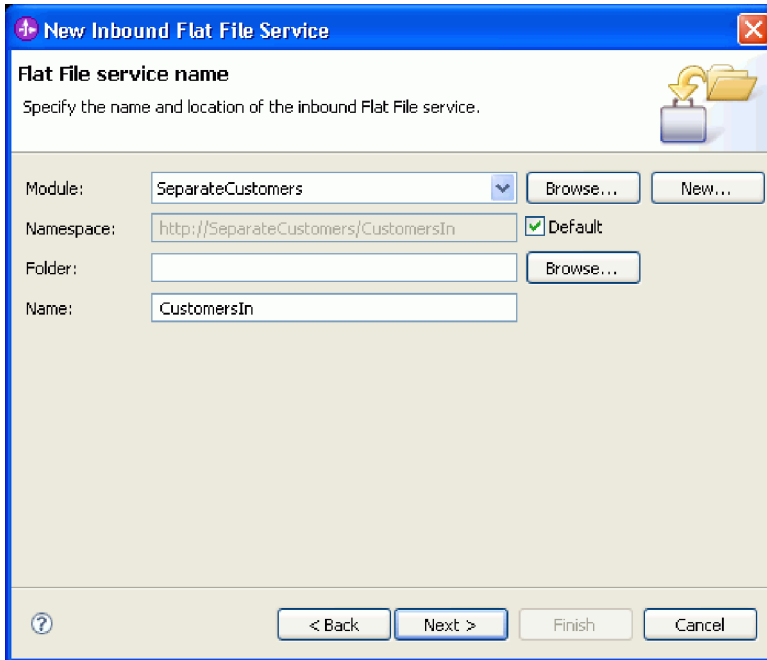 New Inbound Flat File Service
Flat File service name
Specify the name and location of the inbound Flat File service.
Module: SeparateCustomers Browse... New...
Namespace: http://SeparateCustomers/CustomersIn Default
Folder: Browse...
Name: CustomersIn
? < Back Next > Finish Cancel